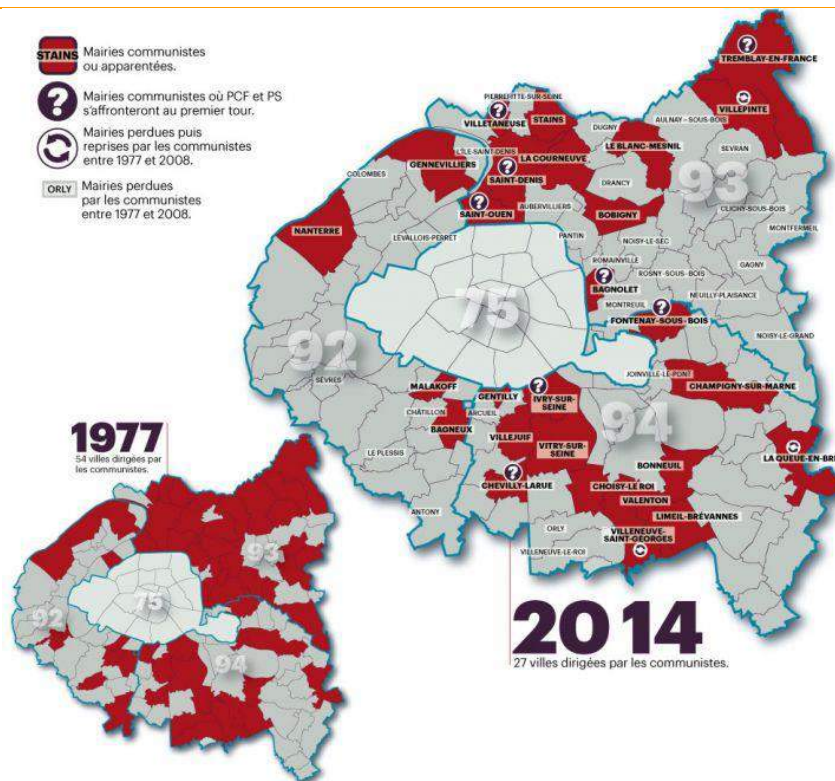 STAINS
Mairies communistes
ou apparentées.
?
Mairies communistes où PCF et PS
s'affronteront au premier tour.
Mairies perdues puis
reprises par les communistes
entre 1977 et 2008.
ORLY
Mairies perdues
par les communistes
entre 1977 et 2008.
?
TREMBLAY-EN-FRANCE
PIERREFITTE-SUR-SEINE
?
VILLETANEUSE
STAINS
VILLEPINTE
DUGNY
AULNAY-SOUS-BOIS
L'ÎLE-SAINT-DENIS
LE BLANC-MESNIL
SEVRAN
GENNEVILLIERS
LA COURNEUVE
COLOMBES
?
SAINT-DENIS
DRANCY
93
?
SAINT-OUEN
AUBERVILLIERS
BOBIGNY
CLICHY-SOUS-BOIS
NANTERRE
MONTFERMEIL
LEVALLOIS-PERRET
PANTIN
NOISY-LE-SEC
ROMAINVILLE
GAGNY
?
BAGNOLET
ROSNY-SOUS-BOIS
75
MONTREUIL
NEUILLY-PLAISANCE
?
FONTENAY-SOUS-BOIS
NOISY-LE-GRAND
92
SÈVRES
JOINVILLE-LE-PONT
MALAKOFF
GENTILLY
?
IVRY-SUR-
SEINE
CHAMPIGNY-SUR-MARNE
CHÂTILLON
ARCUEIL
94
BAGNEUX
VILLEJUIF
VITRY-SUR-
SEINE
LE PLESSIS
BONNEUIL
LA QUEUE-EN-BRI
?
CHEVILLY-LARUE
CHOISY-LE ROI
VALENTON
ANTONY
LIMEIL-BRÉVANNES
ORLY
VILLENEUVE-
SAINT-GEORGES
VILLENEUVE-LE-ROI
1977
54 villes dirigées par
les communistes.
93
75
92
94
2014
27 villes dirigées par les communistes.